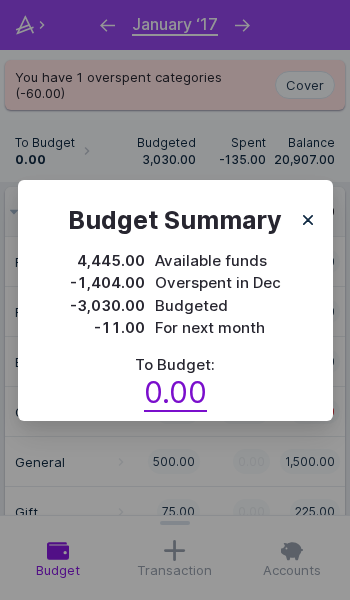 January ‘17
You have 1 overspent categories
(-60.00)
Cover
To Budget
0.00
Budgeted
3,030.00
Spent
-135.00
Balance
20,907.00
Budget Summary
4,445.00 Available funds
-1,404.00 Overspent in Dec
-3,030.00 Budgeted
-11.00 For next month
To Budget:
0.00
General 500.00 0.00 1,500.00
Gift 75.00 0.00 225.00
Budget
Transaction
Accounts